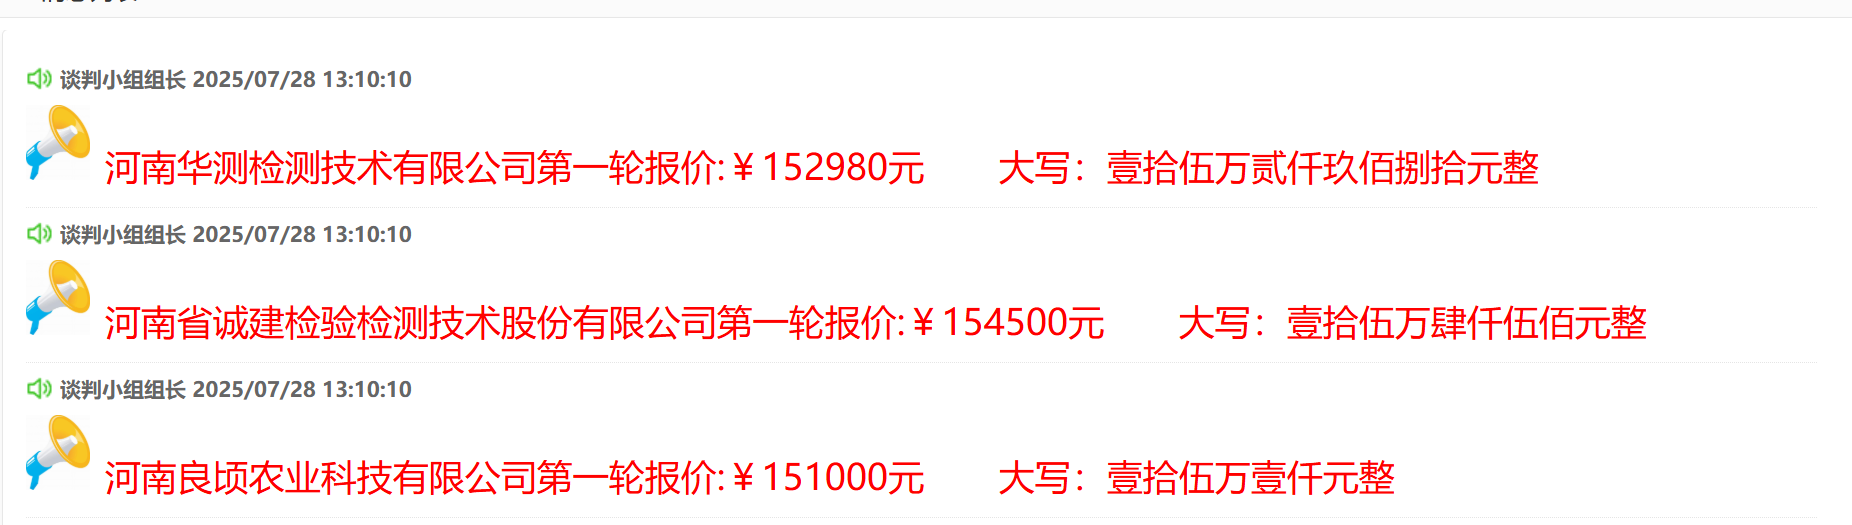 谈判小组组长 2025/07/28 13:10:10
河南华测检测技术有限公司第一轮报价:￥152980元 大写：壹拾伍万贰仟玖佰捌拾元整
谈判小组组长 2025/07/28 13:10:10
河南省诚建检验检测技术股份有限公司第一轮报价:￥154500元 大写：壹拾伍万肆仟伍佰元整
谈判小组组长 2025/07/28 13:10:10
河南良顷农业科技有限公司第一轮报价:￥151000元 大写：壹拾伍万壹仟元整